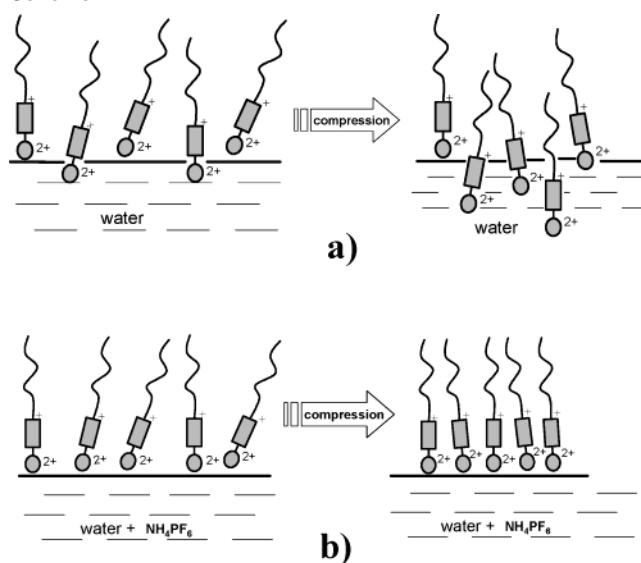 + + + + +
2+ 2+ 2+ 2+ 2+
compression
+ + + + +
2+ 2+ 2+ 2+ 2+
water
water
a)
+ + + + +
2+ 2+ 2+ 2+ 2+
compression
+ + + + +
2+ 2+ 2+ 2+ 2+
water + NH₄PF₆
water + NH₄PF₆
b)